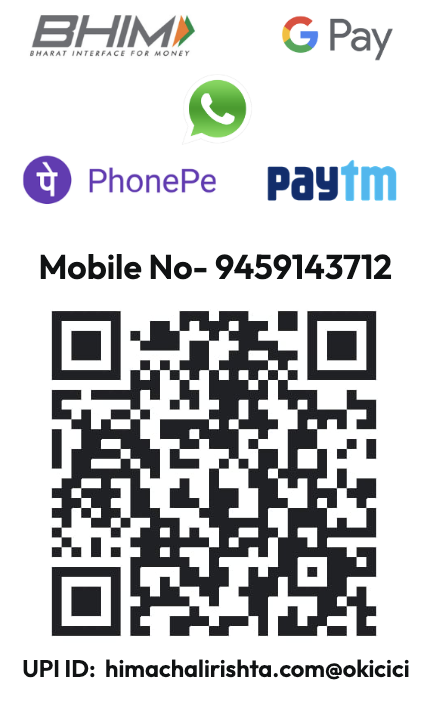 BHIM
BHARAT INTERFACE FOR MONEY
G Pay
पे PhonePe
paytm
Mobile No- 9459143712
UPI ID: himachalirishta.com@okicici